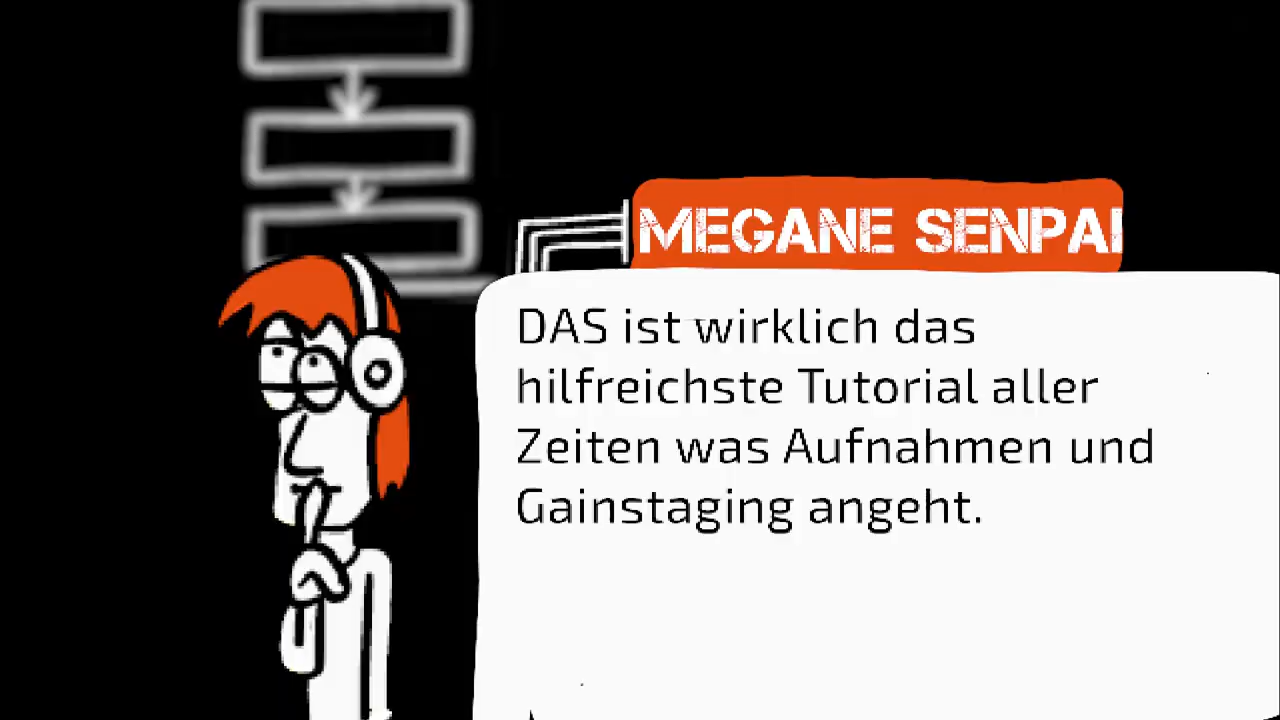 MEGANE SENPAI
DAS ist wirklich das
hilfreichste Tutorial aller
Zeiten was Aufnahmen und
Gainstaging angeht.